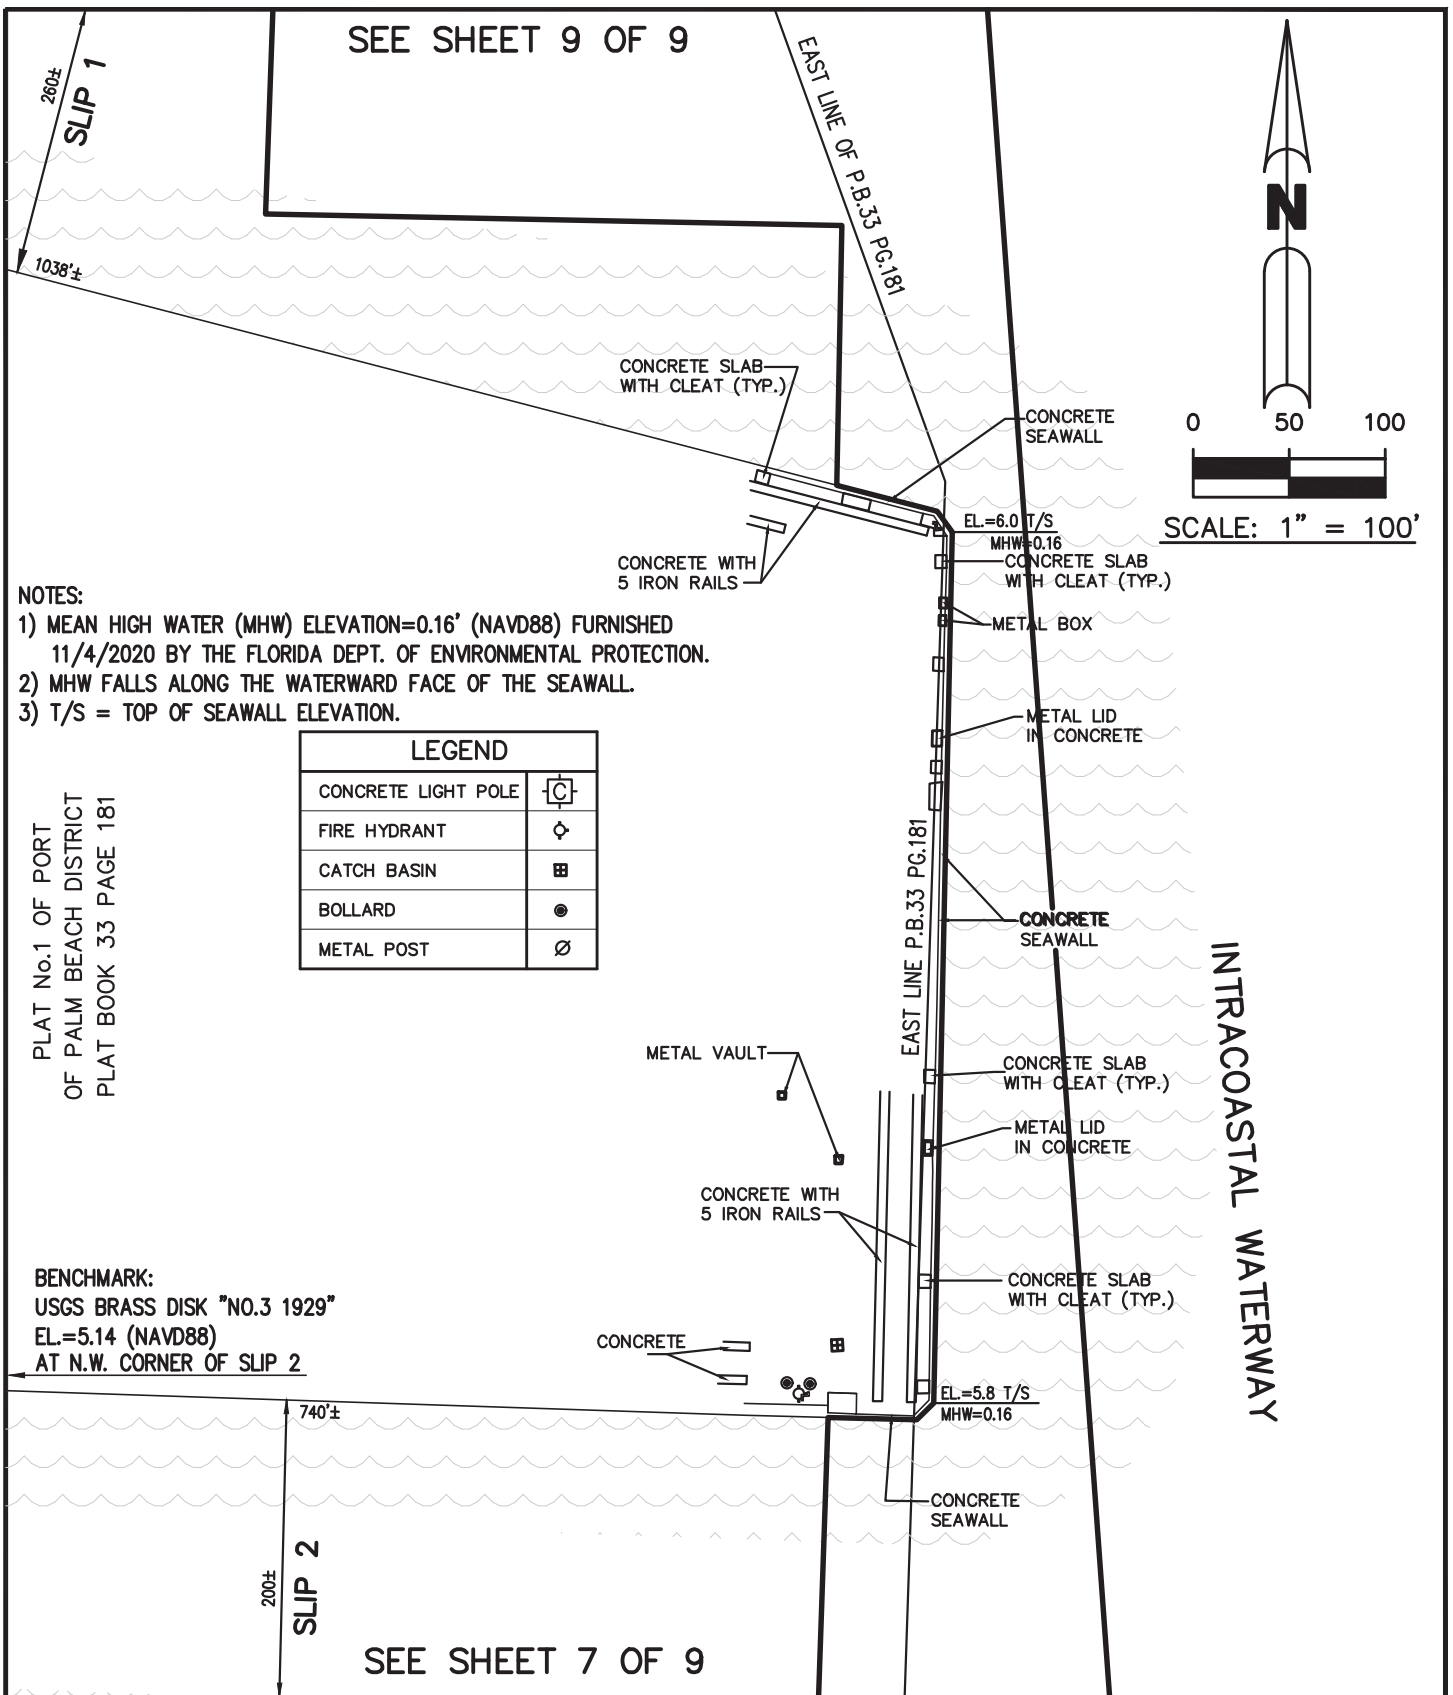 SEE SHEET 9 OF 9
260±
SLIP 1
EAST LINE OF P.B.33 PG.181
N
1038'±
CONCRETE SLAB
WITH CLEAT (TYP.)
CONCRETE
SEAWALL
0 50 100
SCALE: 1" = 100'
EL.=6.0 T/S
MHW=0.16
CONCRETE SLAB
WITH CLEAT (TYP.)
CONCRETE WITH
5 IRON RAILS
METAL BOX
NOTES:
1) MEAN HIGH WATER (MHW) ELEVATION=0.16' (NAVD88) FURNISHED
11/4/2020 BY THE FLORIDA DEPT. OF ENVIRONMENTAL PROTECTION.
2) MHW FALLS ALONG THE WATERWARD FACE OF THE SEAWALL.
3) T/S = TOP OF SEAWALL ELEVATION.
METAL LID
IN CONCRETE
LEGEND
CONCRETE LIGHT POLE C
FIRE HYDRANT
CATCH BASIN
BOLLARD
METAL POST
PLAT No.1 OF PORT
OF PALM BEACH DISTRICT
PLAT BOOK 33 PAGE 181
EAST LINE P.B.33 PG.181
CONCRETE
SEAWALL
INTRACOASTAL WATERWAY
METAL VAULT
CONCRETE SLAB
WITH CLEAT (TYP.)
METAL LID
IN CONCRETE
CONCRETE WITH
5 IRON RAILS
CONCRETE SLAB
WITH CLEAT (TYP.)
BENCHMARK:
USGS BRASS DISK "NO.3 1929"
EL.=5.14 (NAVD88)
AT N.W. CORNER OF SLIP 2
CONCRETE
EL.=5.8 T/S
MHW=0.16
740'±
CONCRETE
SEAWALL
200±
SLIP 2
SEE SHEET 7 OF 9